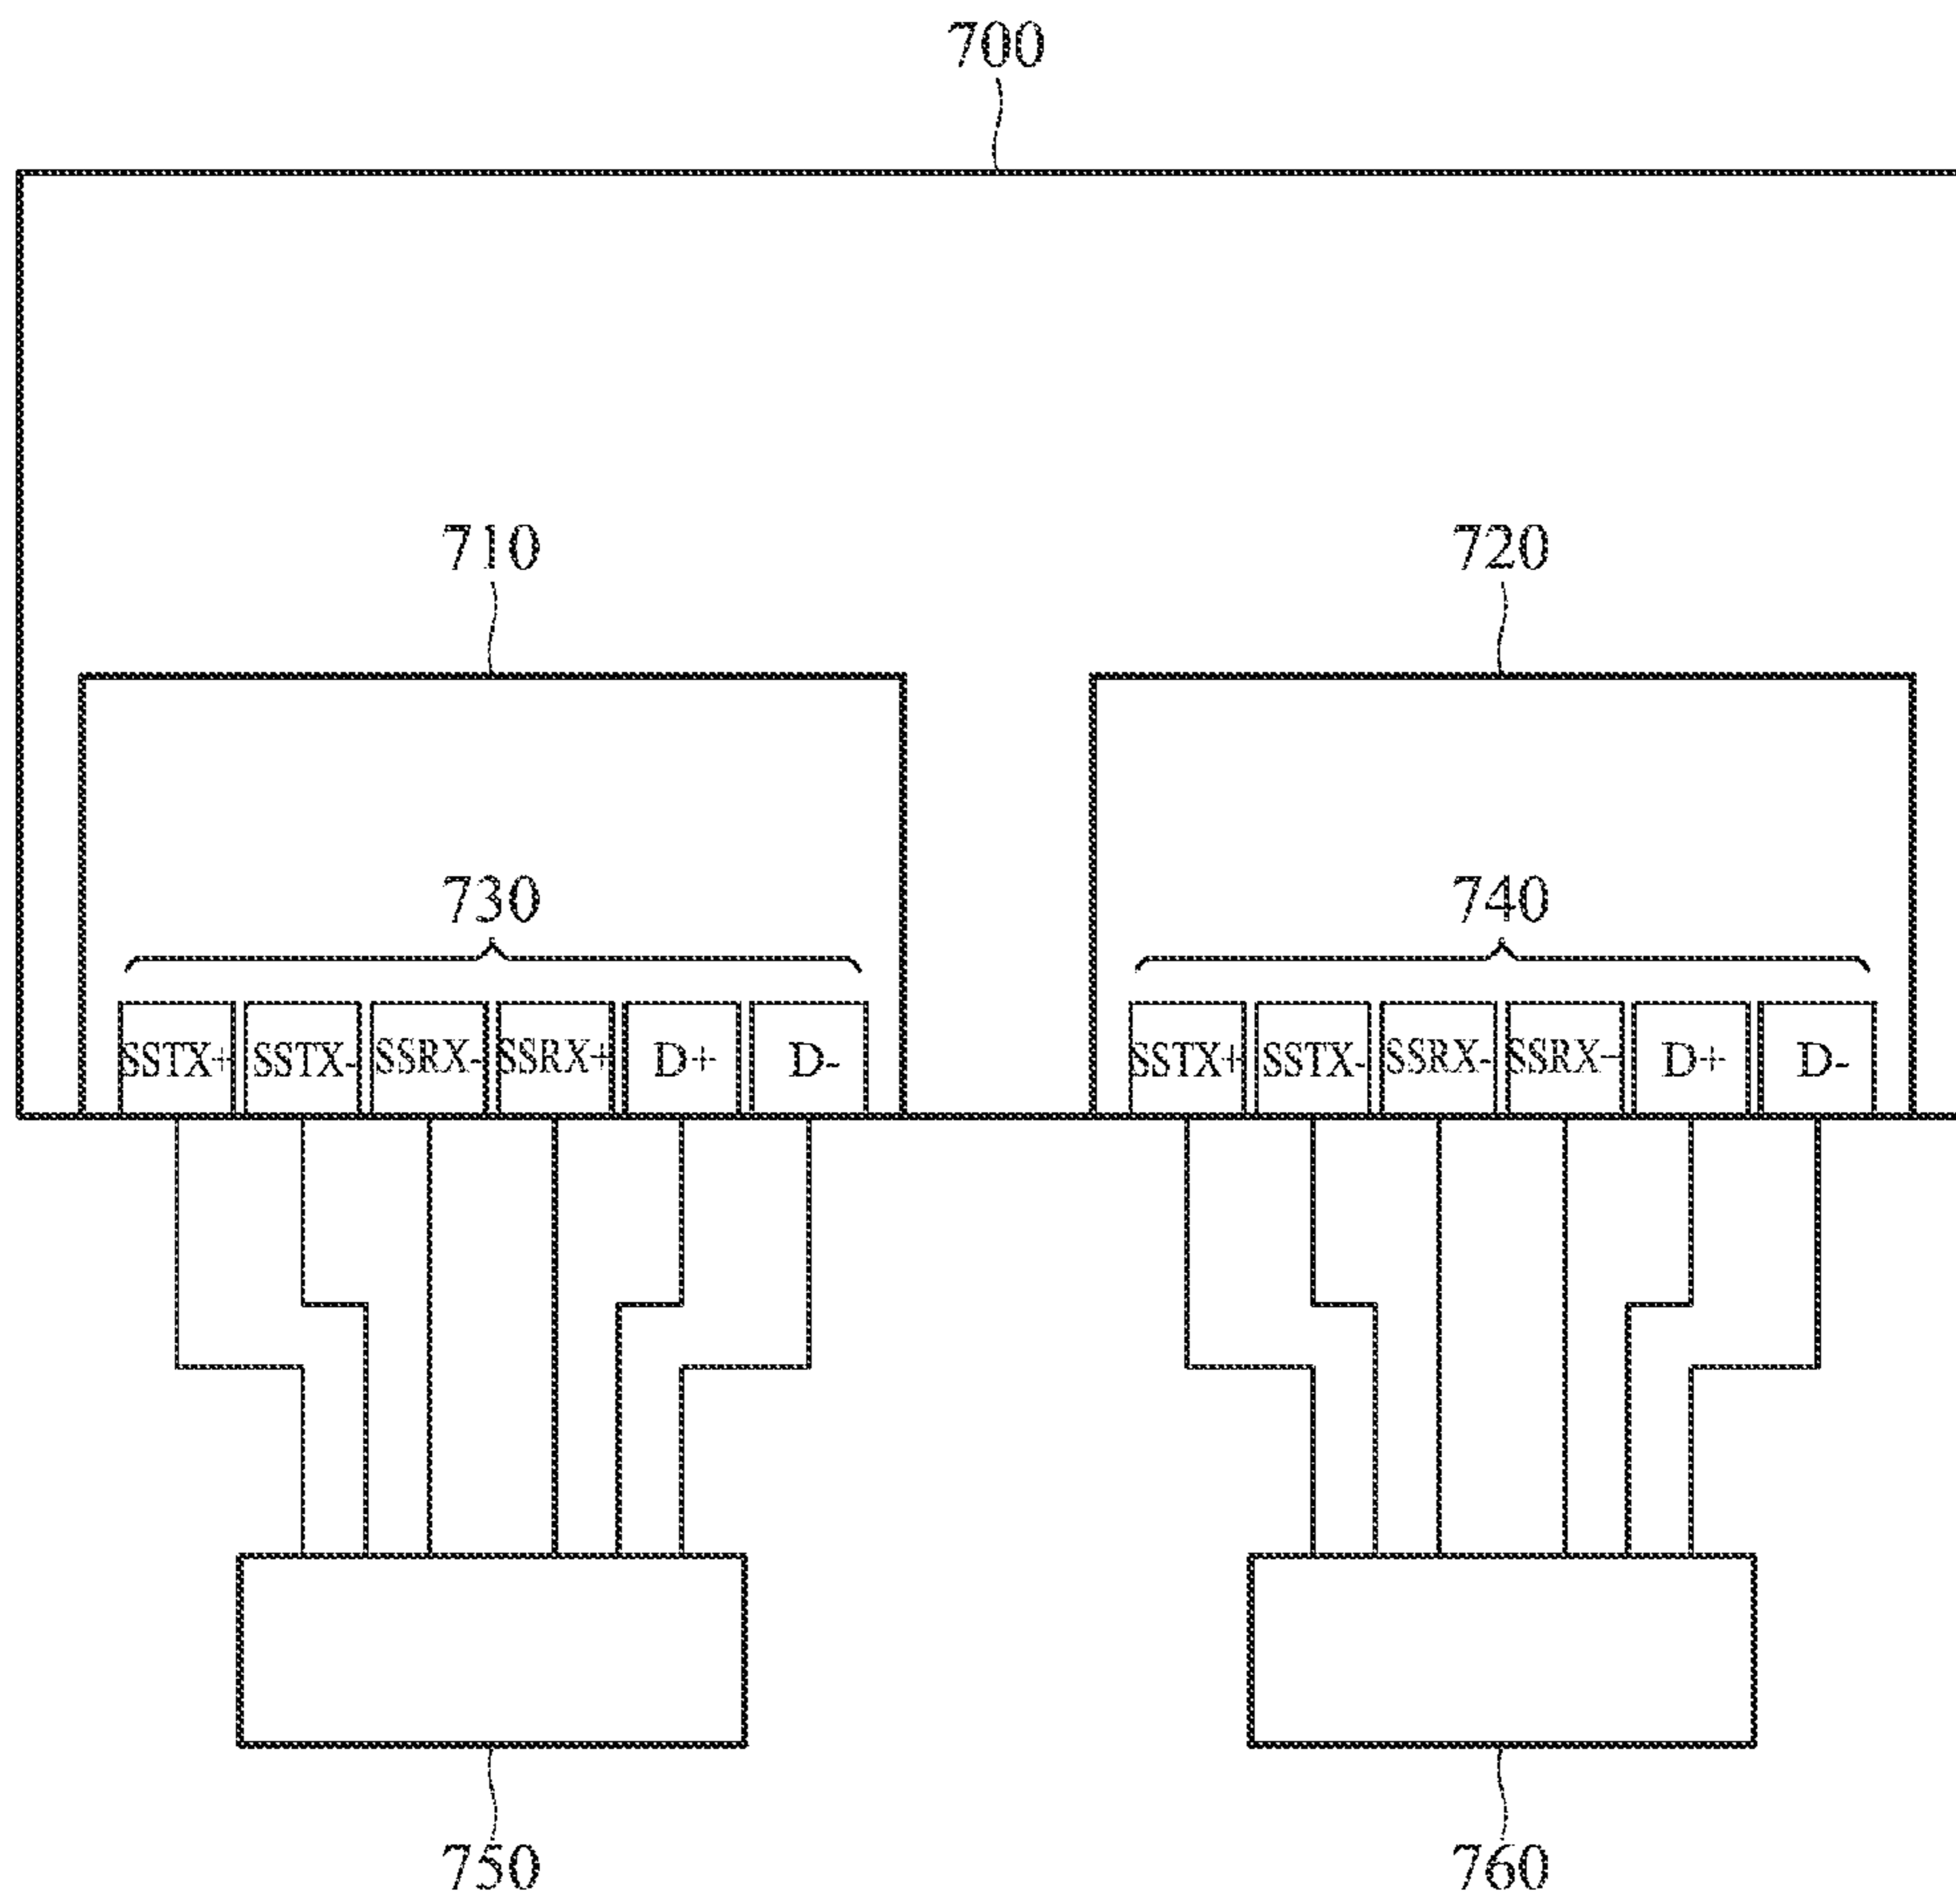 700
710 720
730 740
SSTX+ SSTX- SSRX- SSRX+ D+ D- SSTX+ SSTX- SSRX- SSRX+ D+ D-
750 760